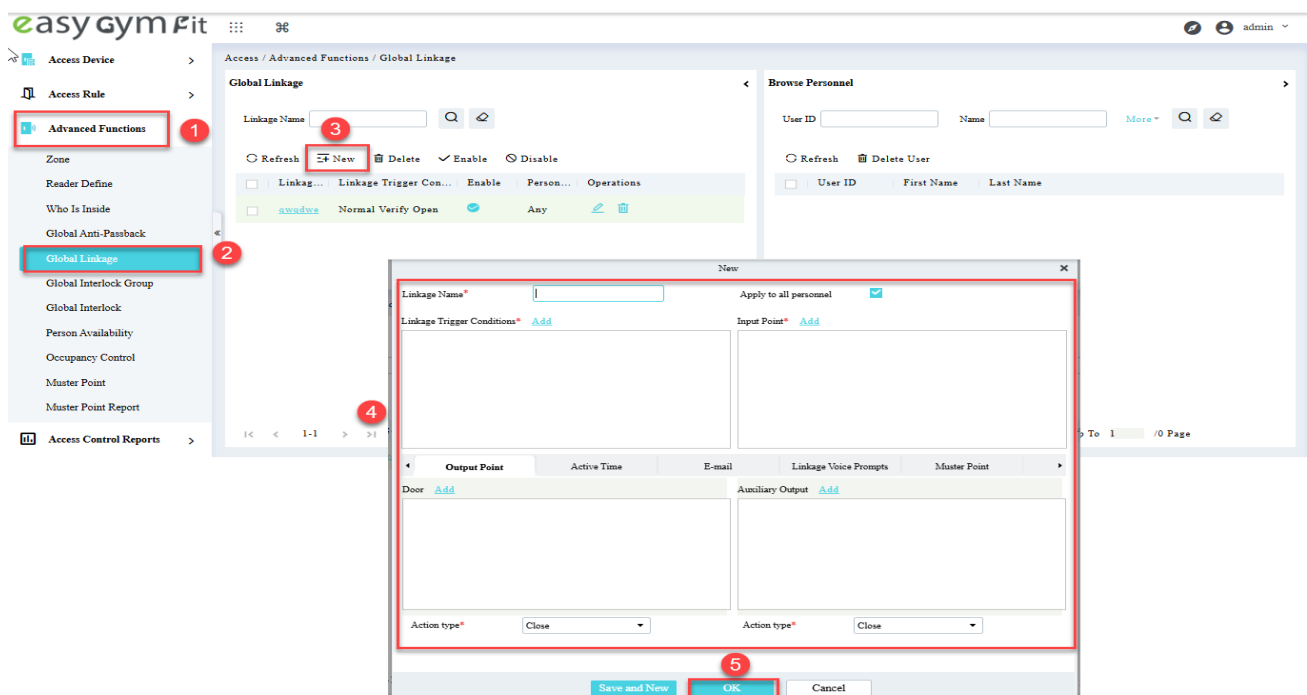 easy Gym Fit
admin
Access Device
Access Rule
Advanced Functions
1
Zone
Reader Define
Who Is Inside
Global Anti-Passback
Global Linkage
2
Global Interlock Group
Global Interlock
Person Availability
Occupancy Control
Muster Point
Muster Point Report
Access Control Reports
Access / Advanced Functions / Global Linkage
Global Linkage
Linkage Name
3
Refresh New Delete Enable Disable
Linkag... Linkage Trigger Con... Enable Person... Operations
qwqdwe Normal Verify Open Any
1-1
Browse Personnel
User ID Name More
Refresh Delete User
User ID First Name Last Name
To 1 /0 Page
New
Linkage Name* Apply to all personnel
Linkage Trigger Conditions* Add Input Point* Add
4
Output Point Active Time E-mail Linkage Voice Prompts Muster Point
Door Add Auxiliary Output Add
Action type* Close Action type* Close
5
Save and New OK Cancel